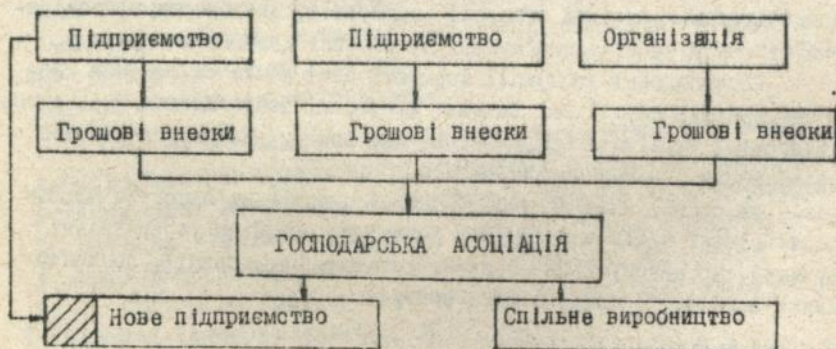 Підприємство
Підприємство
Організація
Грошові внески
Грошові внески
Грошові внески
ГОСПОДАРСЬКА АСОЦІАЦІЯ
Нове підприємство
Спільне виробництво